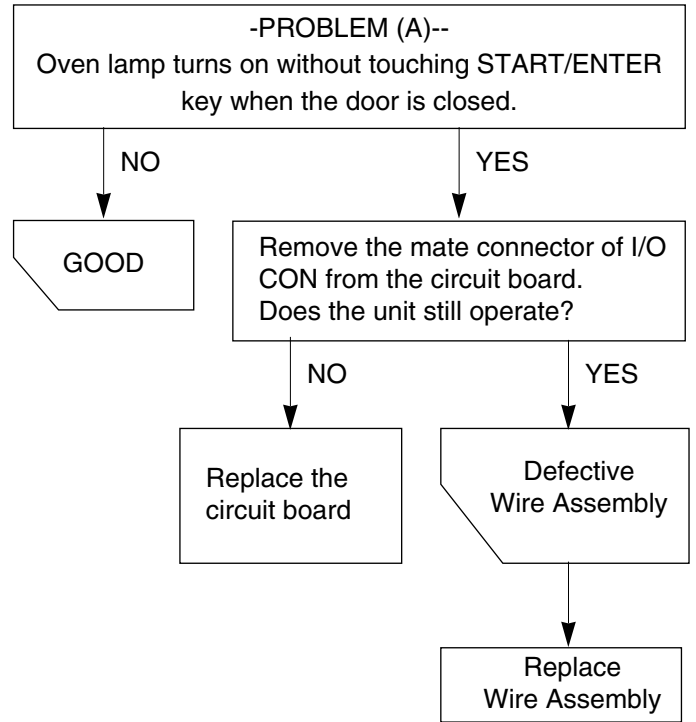 -PROBLEM (A)--
Oven lamp turns on without touching START/ENTER
key when the door is closed.
NO
YES
GOOD
Remove the mate connector of I/O
CON from the circuit board.
Does the unit still operate?
NO
YES
Replace the
circuit board
Defective
Wire Assembly
Replace
Wire Assembly